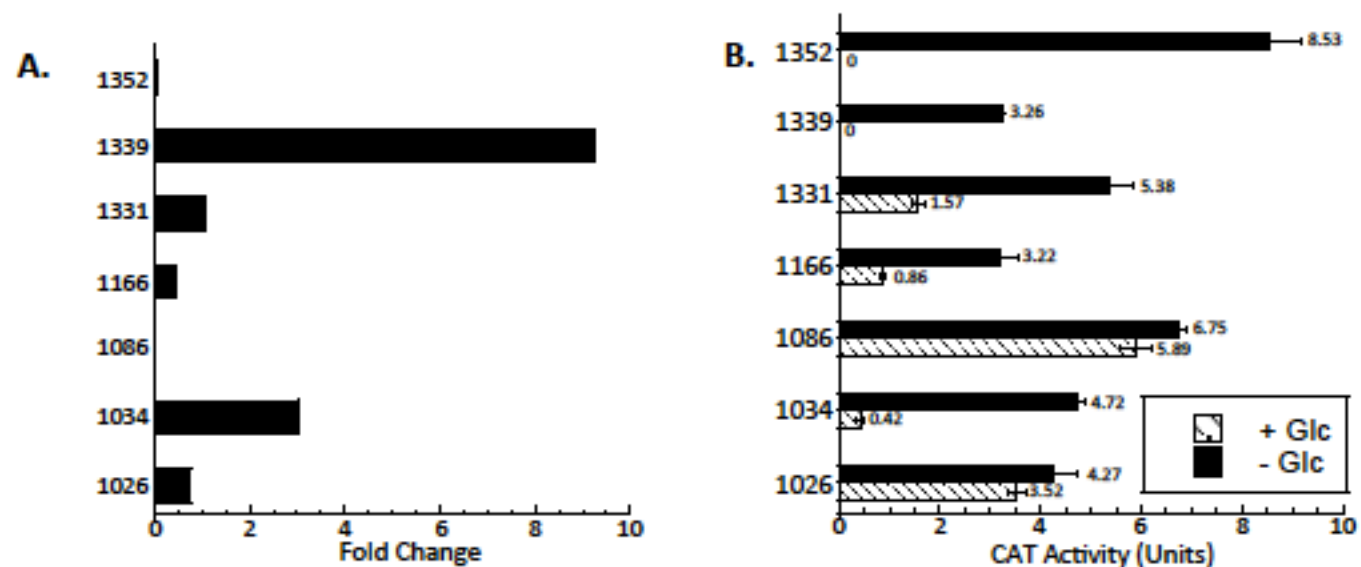 A.
1352
1339
1331
1166
1086
1034
1026
0 2 4 6 8 10
Fold Change
B.
1352 8.53
0
1339 3.26
0
1331 5.38
1.57
1166 3.22
0.86
1086 6.75
5.89
1034 4.72
0.42
1026 4.27
3.52
+ Glc
- Glc
0 2 4 6 8 10
CAT Activity (Units)